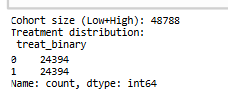 Cohort size (Low+High): 48788
Treatment distribution:
treat_binary
0    24394
1    24394
Name: count, dtype: int64